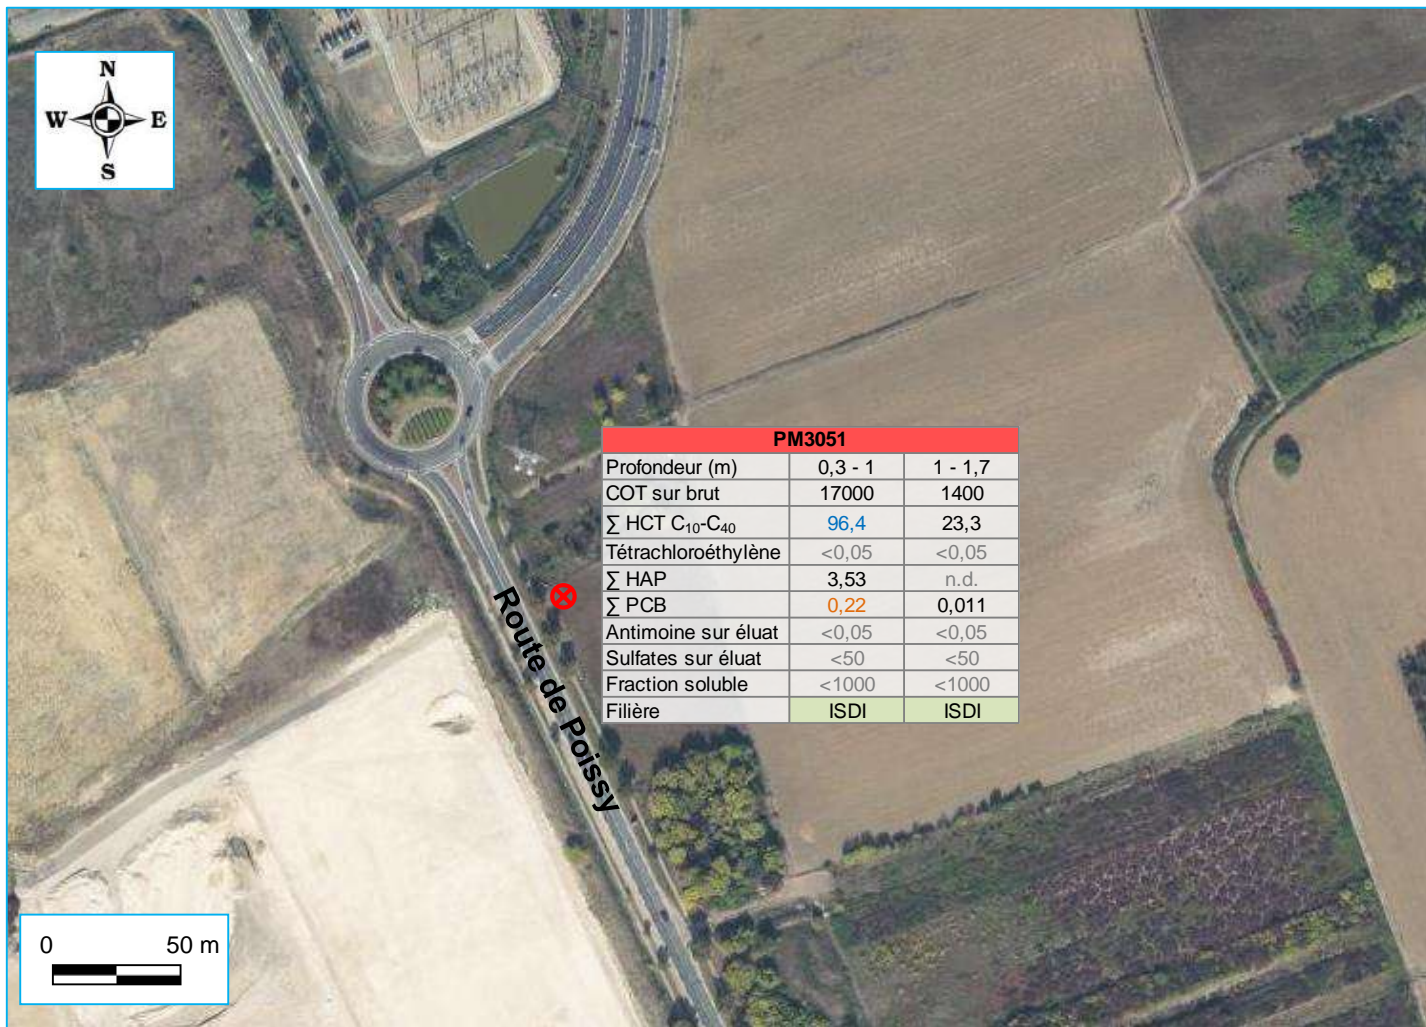 N
W E
S
PM3051
Profondeur (m) 0,3 - 1 1 - 1,7
COT sur brut 17000 1400
∑ HCT C₁₀-C₄₀ 96,4 23,3
Tétrachloroéthylène <0,05 <0,05
∑ HAP 3,53 n.d.
∑ PCB 0,22 0,011
Antimoine sur éluat <0,05 <0,05
Sulfates sur éluat <50 <50
Fraction soluble <1000 <1000
Filière ISDI ISDI
Route de Poissy
0 50 m